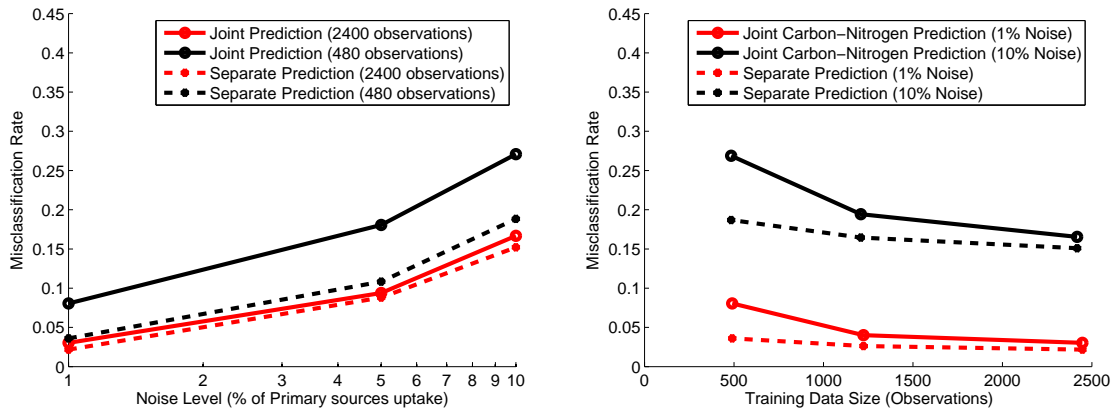 0.45
0.4
0.35
0.3
0.25
0.2
0.15
0.1
0.05
0
Misclassification Rate
Joint Prediction (2400 observations)
Joint Prediction (480 observations)
Separate Prediction (2400 observations)
Separate Prediction (480 observations)
1 2 3 4 5 6 7 8 9 10
Noise Level (% of Primary sources uptake)
0.45
0.4
0.35
0.3
0.25
0.2
0.15
0.1
0.05
0
Misclassification Rate
Joint Carbon−Nitrogen Prediction (1% Noise)
Joint Carbon−Nitrogen Prediction (10% Noise)
Separate Prediction (1% Noise)
Separate Prediction (10% Noise)
0 500 1000 1500 2000 2500
Training Data Size (Observations)